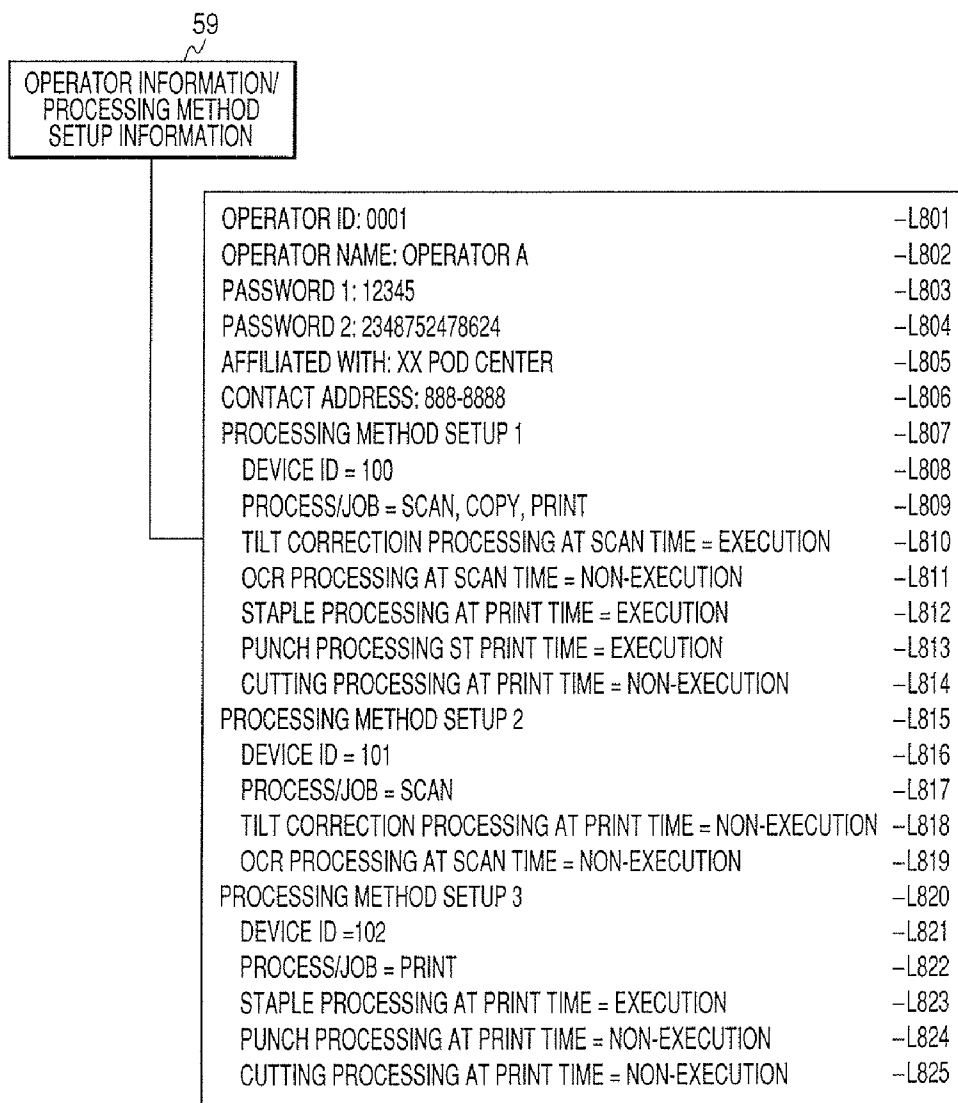 59
OPERATOR INFORMATION/
PROCESSING METHOD
SETUP INFORMATION
OPERATOR ID: 0001 –L801
OPERATOR NAME: OPERATOR A –L802
PASSWORD 1: 12345 –L803
PASSWORD 2: 2348752478624 –L804
AFFILIATED WITH: XX POD CENTER –L805
CONTACT ADDRESS: 888-8888 –L806
PROCESSING METHOD SETUP 1 –L807
DEVICE ID = 100 –L808
PROCESS/JOB = SCAN, COPY, PRINT –L809
TILT CORRECTIOIN PROCESSING AT SCAN TIME = EXECUTION –L810
OCR PROCESSING AT SCAN TIME = NON-EXECUTION –L811
STAPLE PROCESSING AT PRINT TIME = EXECUTION –L812
PUNCH PROCESSING ST PRINT TIME = EXECUTION –L813
CUTTING PROCESSING AT PRINT TIME = NON-EXECUTION –L814
PROCESSING METHOD SETUP 2 –L815
DEVICE ID = 101 –L816
PROCESS/JOB = SCAN –L817
TILT CORRECTION PROCESSING AT PRINT TIME = NON-EXECUTION –L818
OCR PROCESSING AT SCAN TIME = NON-EXECUTION –L819
PROCESSING METHOD SETUP 3 –L820
DEVICE ID =102 –L821
PROCESS/JOB = PRINT –L822
STAPLE PROCESSING AT PRINT TIME = EXECUTION –L823
PUNCH PROCESSING AT PRINT TIME = NON-EXECUTION –L824
CUTTING PROCESSING AT PRINT TIME = NON-EXECUTION –L825